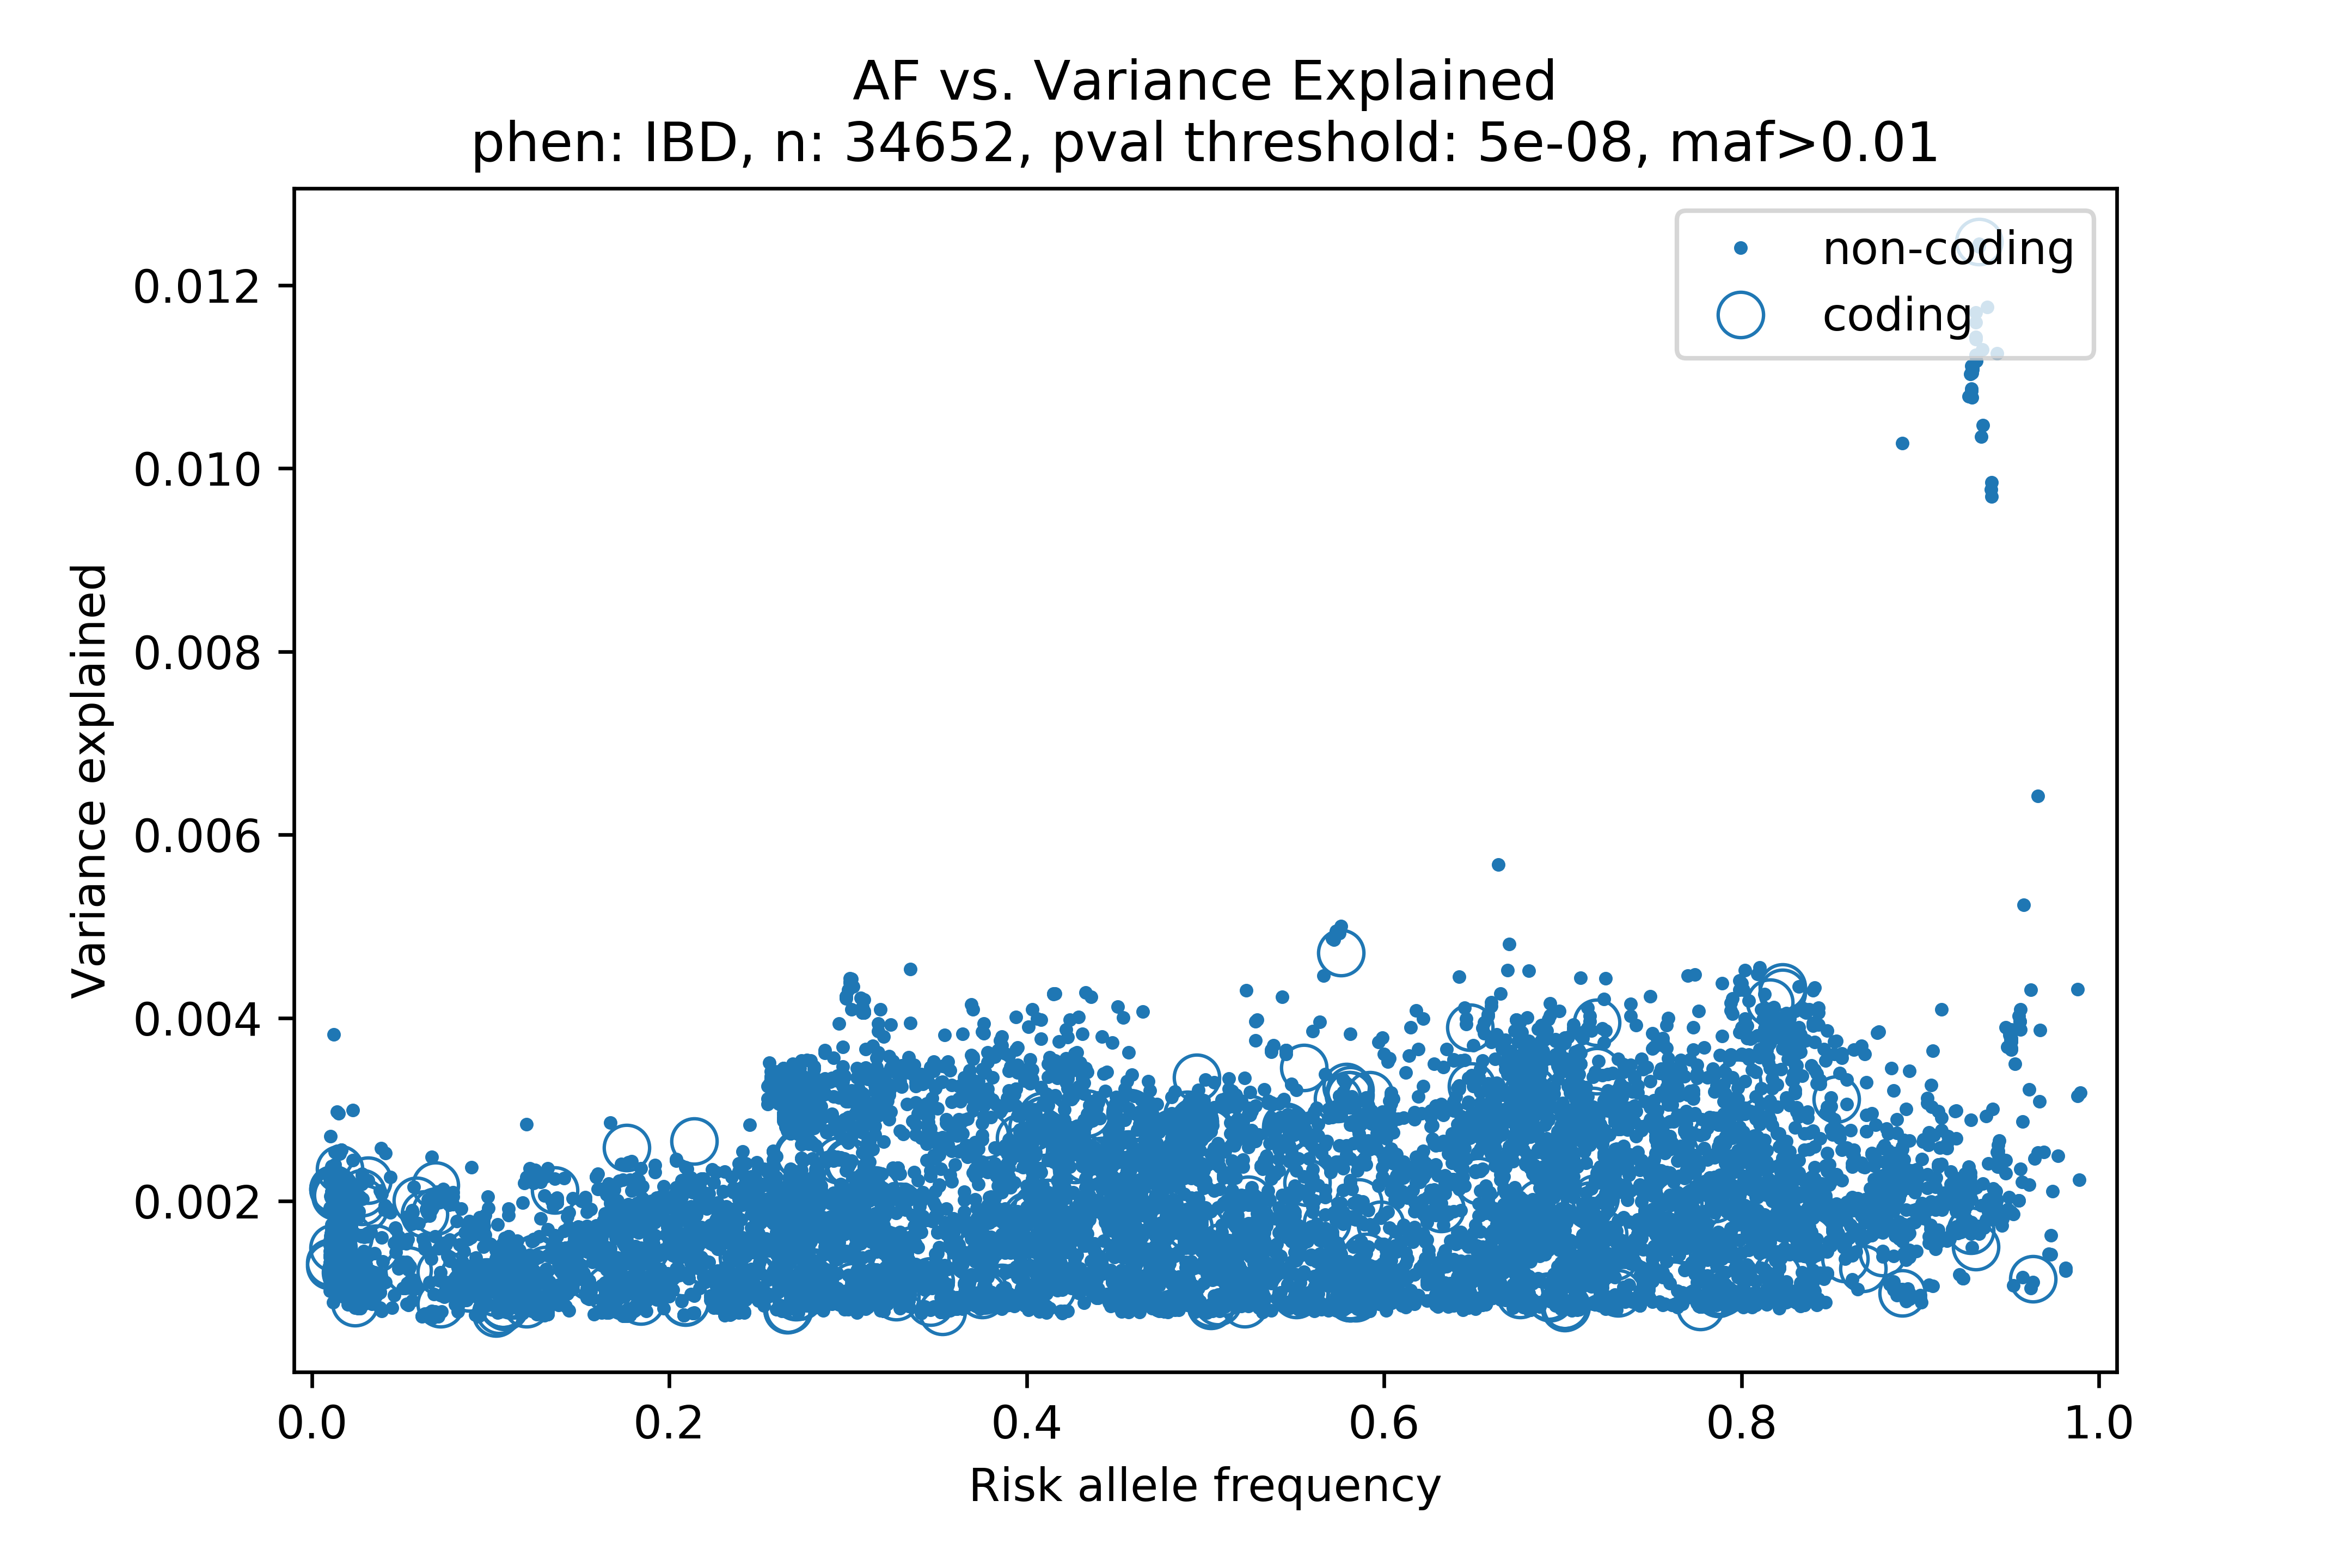 AF vs. Variance Explained
phen: IBD, n: 34652, pval threshold: 5e-08, maf>0.01
non-coding
coding
0.012
0.010
0.008
0.006
0.004
0.002
Variance explained
0.0 0.2 0.4 0.6 0.8 1.0
Risk allele frequency